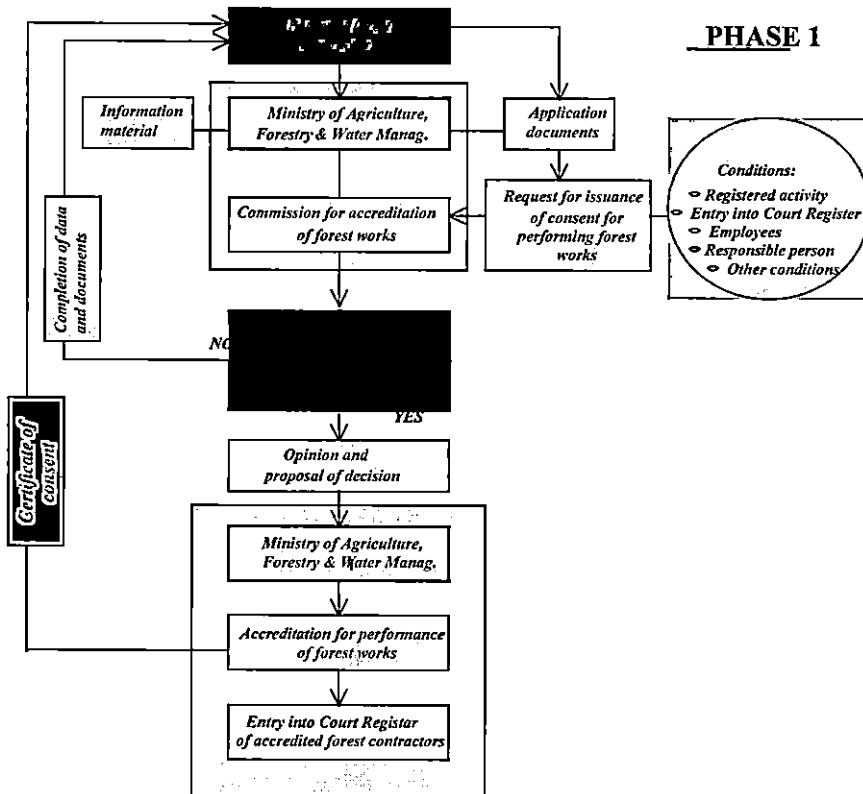 PHASE 1
Information
material
Ministry of Agriculture,
Forestry & Water Manag.
Application
documents
Commission for accreditation
of forest works
Request for issuance
of consent for
performing forest
works
Conditions:
Registered activity
Entry into Court Register
Employees
Responsible person
Other conditions
Completion of data
and documents
NO
YES
Certificate of
consent
Opinion and
proposal of decision
Ministry of Agriculture,
Forestry & Water Manag.
Accreditation for performance
of forest works
Entry into Court Registar
of accredited forest contractors